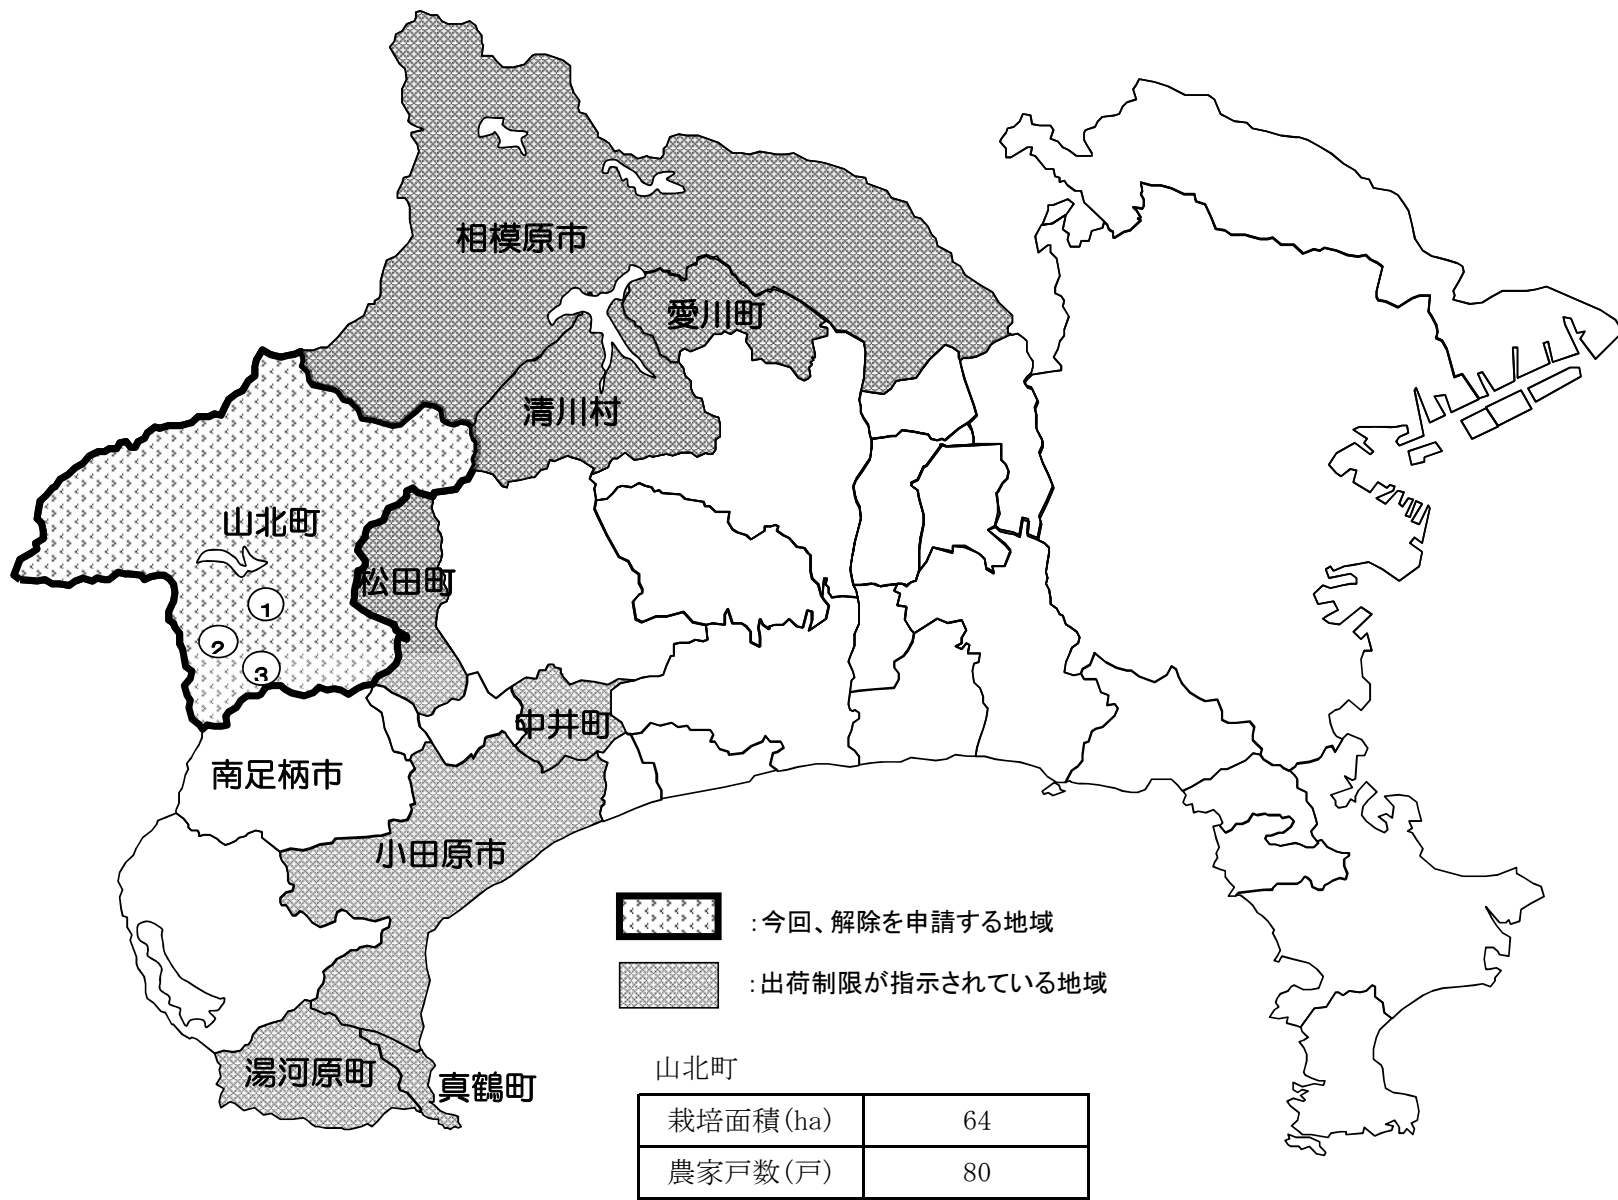 相模原市
愛川町
清川村
山北町
松田町
1
2
3
中井町
南足柄市
小田原市
:今回、解除を申請する地域
:出荷制限が指示されている地域
湯河原町
真鶴町
山北町
栽培面積(ha) 64
農家戸数(戸) 80